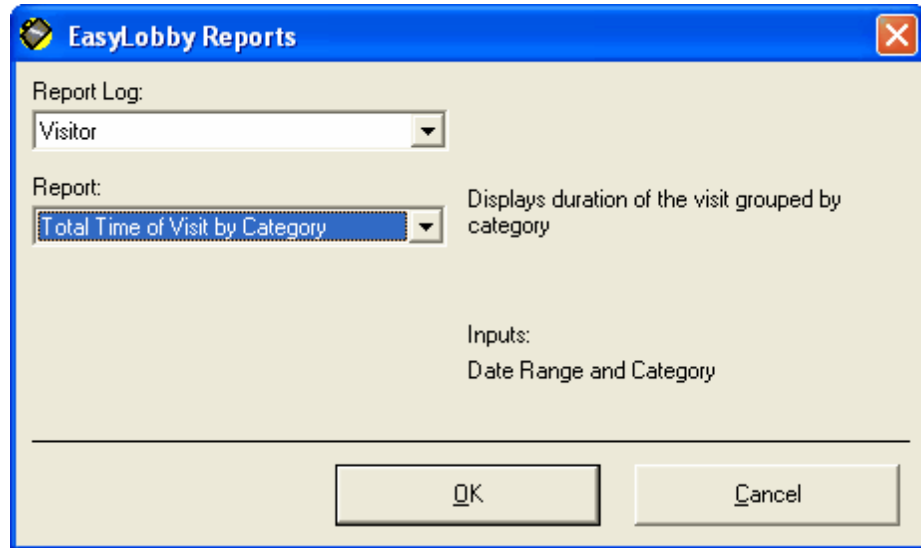 EasyLobby Reports
Report Log:
Visitor
Report:
Total Time of Visit by Category
Displays duration of the visit grouped by
category
Inputs:
Date Range and Category
OK
Cancel